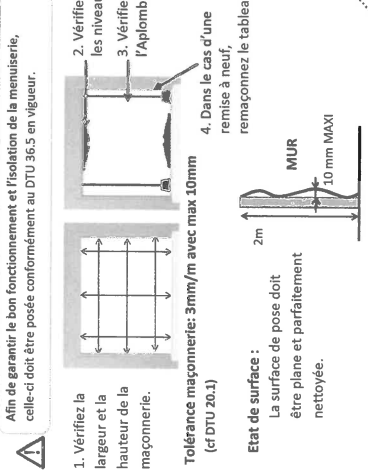 Afin de garantir le bon fonctionnement et l'isolation de la menuiserie,
celle-ci doit être posée conformément au DTU 36.5 en vigueur.
1. Vérifiez la
largeur et la
hauteur de la
maçonnerie.
2. Vérifie
les niveau
3. Vérifie
l'Aplomb
4. Dans le cas d'une
remise à neuf,
remaçonnez le tablea
Tolérance maçonnerie: 3mm/m avec max 10mm
(cf DTU 20.1)
Etat de surface :
La surface de pose doit
être plane et parfaitement
nettoyée.
2m
MUR
10 mm MAXI